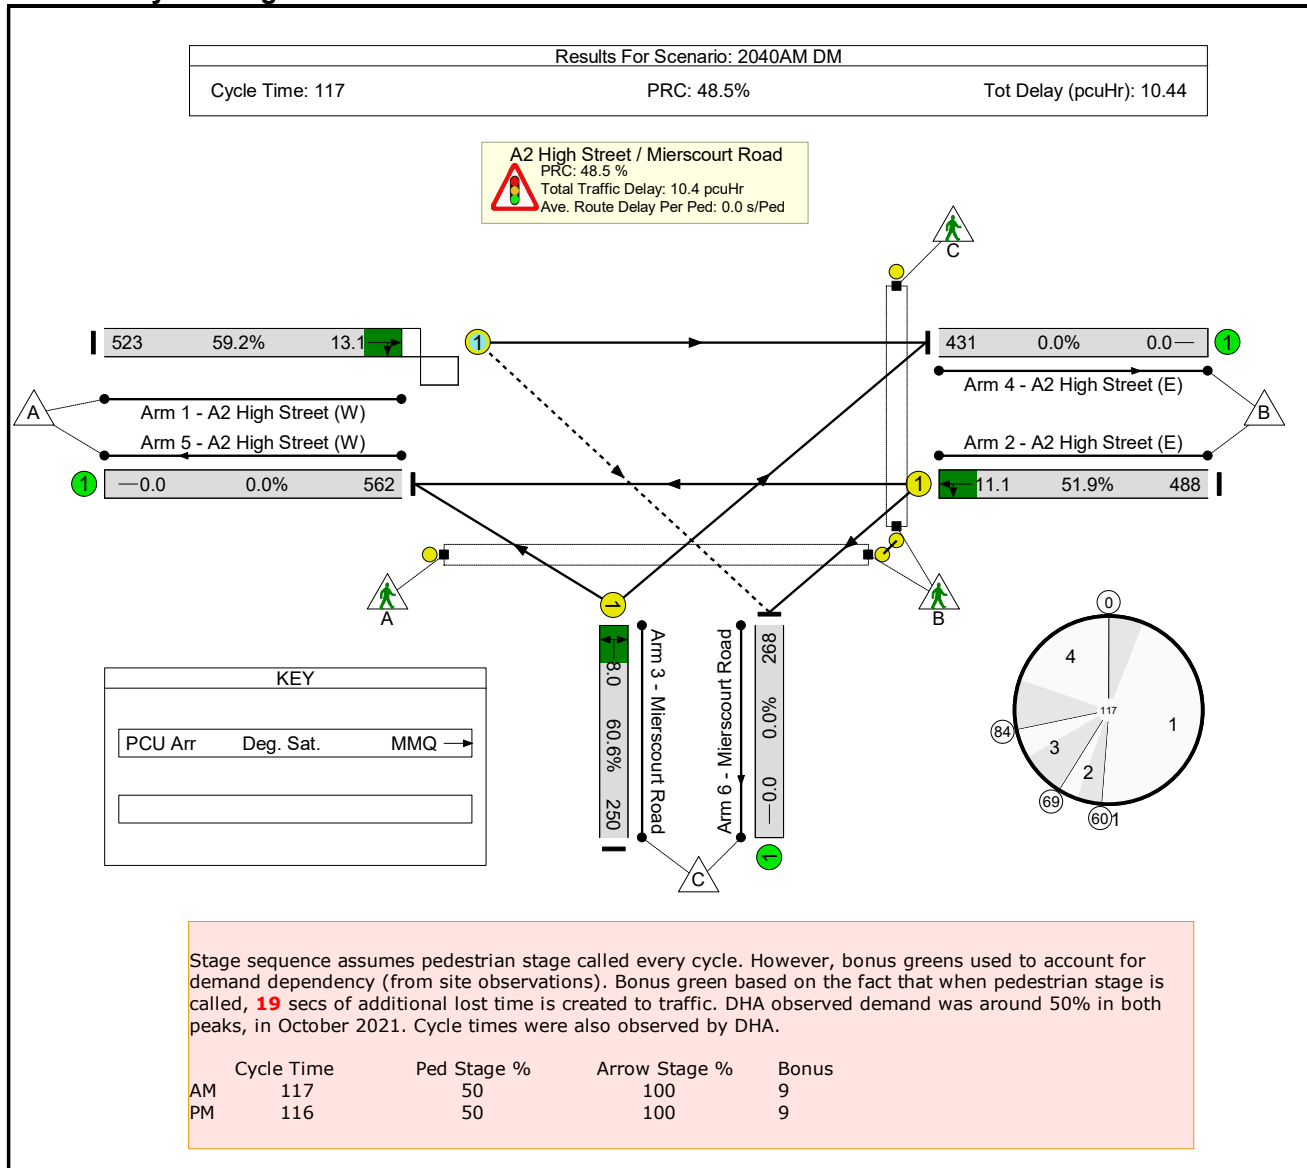 Results For Scenario: 2040AM DM
Cycle Time: 117 PRC: 48.5% Tot Delay (pcuHr): 10.44
A2 High Street / Mierscourt Road
PRC: 48.5 %
Total Traffic Delay: 10.4 pcuHr
Ave. Route Delay Per Ped: 0.0 s/Ped
C
523 59.2% 13.1
1
431 0.0% 0.0
1
Arm 4 - A2 High Street (E)
A
Arm 1 - A2 High Street (W)
B
Arm 5 - A2 High Street (W)
Arm 2 - A2 High Street (E)
1
0.0 0.0% 562
1
11.1 51.9% 488
A
B
1
8.0 60.6% 250
Arm 3 - Mierscourt Road
Arm 6 - Mierscourt Road
0.0 0.0% 268
1
C
0
4
117
1
84
3
2
69
60
1
KEY
PCU Arr Deg. Sat. MMQ
Stage sequence assumes pedestrian stage called every cycle. However, bonus greens used to account for
demand dependency (from site observations). Bonus green based on the fact that when pedestrian stage is
called, 19 secs of additional lost time is created to traffic. DHA observed demand was around 50% in both
peaks, in October 2021. Cycle times were also observed by DHA.
Cycle Time Ped Stage % Arrow Stage % Bonus
AM 117 50 100 9
PM 116 50 100 9